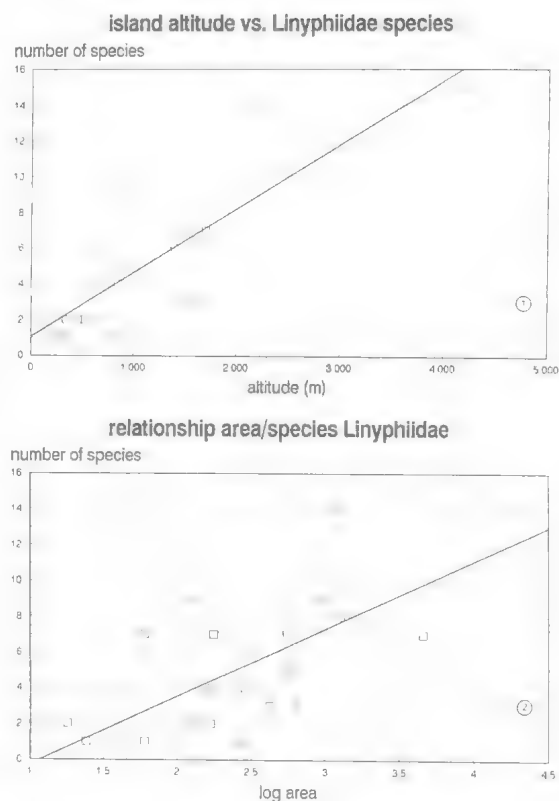 island altitude vs. Linyphiidae species
number of species
16
14
12
10
8
6
4
2
0
0 1 000 2 000 3 000 4 000 5 000
altitude (m)
1
relationship area/species Linyphiidae
number of species
16
14
12
10
8
6
4
2
0
1 1.5 2 2.5 3 3.5 4 4.5
log area
2